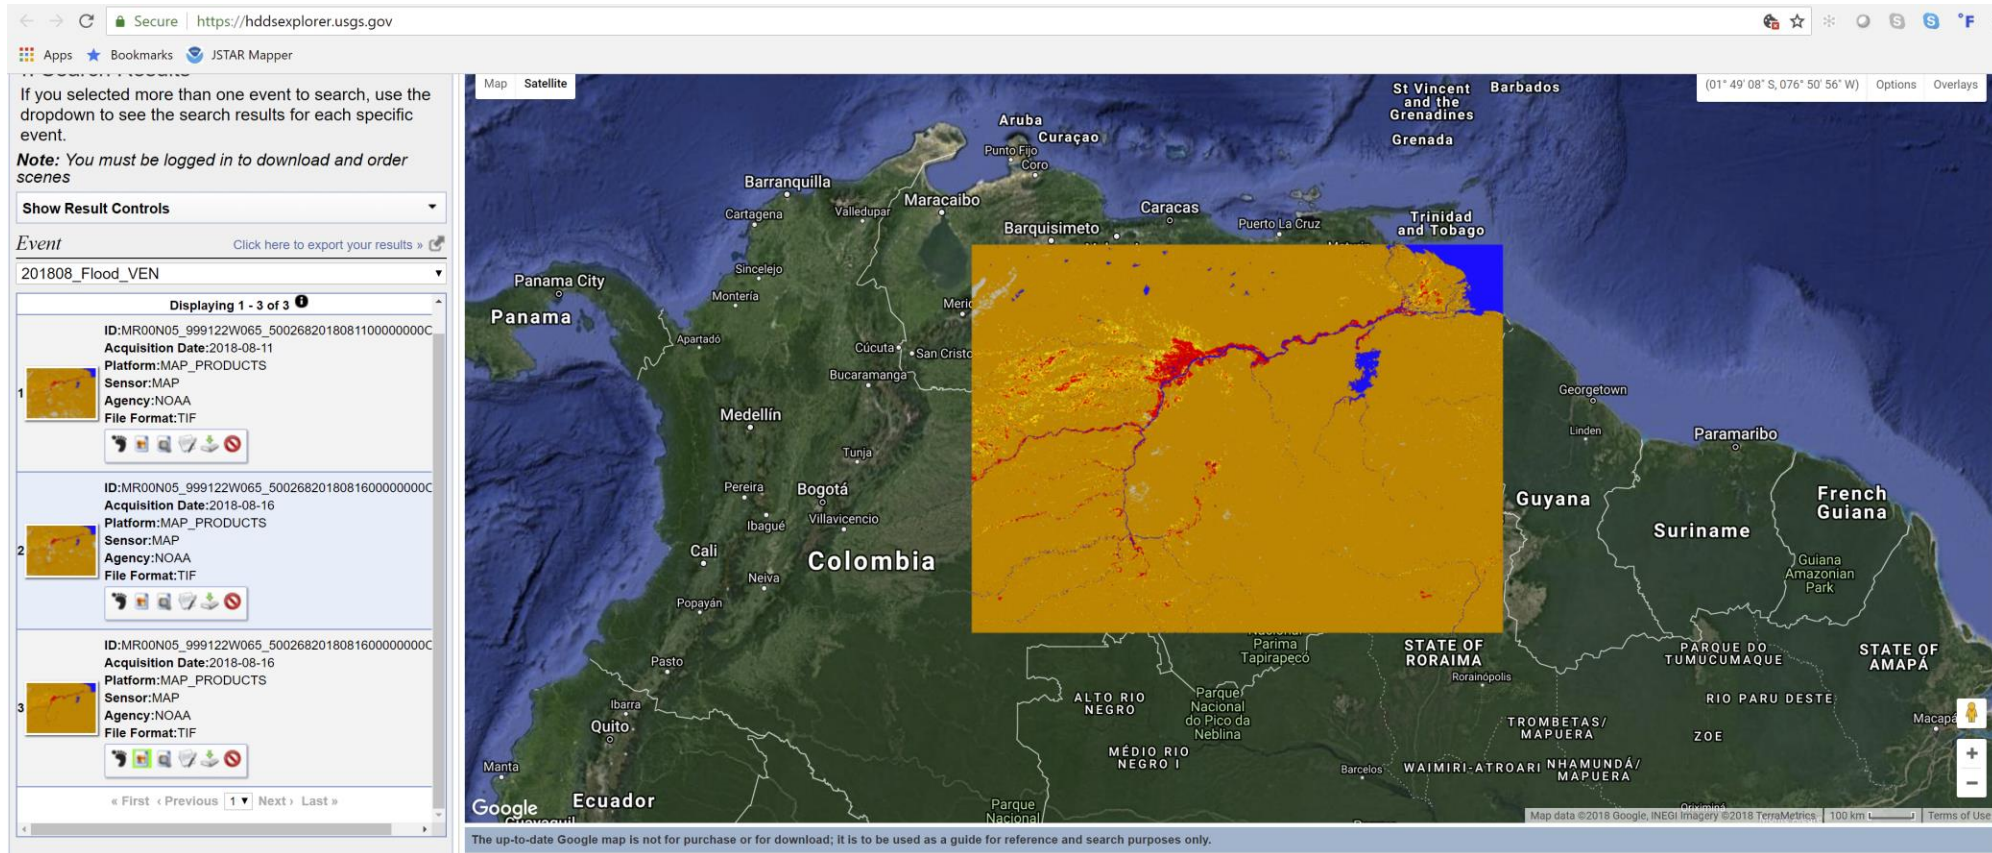 Secure | https://hddsexplorer.usgs.gov
Apps
Bookmarks
JSTAR Mapper
If you selected more than one event to search, use the
dropdown to see the search results for each specific
event.
Note: You must be logged in to download and order
scenes
Show Result Controls
Event
Click here to export your results »
201808_Flood_VEN
Displaying 1 - 3 of 3
1
ID:MR00N05_999122W065_5002682018081100000000C
Acquisition Date:2018-08-11
Platform:MAP_PRODUCTS
Sensor:MAP
Agency:NOAA
File Format:TIF
2
ID:MR00N05_999122W065_5002682018081600000000C
Acquisition Date:2018-08-16
Platform:MAP_PRODUCTS
Sensor:MAP
Agency:NOAA
File Format:TIF
3
ID:MR00N05_999122W065_5002682018081600000000C
Acquisition Date:2018-08-16
Platform:MAP_PRODUCTS
Sensor:MAP
Agency:NOAA
File Format:TIF
« First ‹ Previous 1 Next › Last »
Map
Satellite
(01° 49' 08" S, 076° 50' 56" W)
Options
Overlays
St Vincent
and the
Grenadines
Barbados
Grenada
Aruba
Curaçao
Punto Fijo
Coro
Barranquilla
Cartagena
Valledupar
Maracaibo
Barquisimeto
Caracas
Puerto La Cruz
Trinidad
and Tobago
Panama City
Panama
Sincelejo
Montería
Apartadó
Cúcuta
San Cristo
Bucaramanga
Medellín
Tunja
Pereira
Bogotá
Ibagué
Villavicencio
Cali
Colombia
Neiva
Popayán
Pasto
Ibarra
Quito
Manta
Ecuador
Georgetown
Linden
Paramaribo
Guyana
Suriname
French
Guiana
Guiana
Amazonian
Park
Parima
Tapirapecó
STATE OF
RORAIMA
Rorainópolis
PARQUE DO
TUMUCUMAQUE
STATE OF
AMAPÁ
ALTO RIO
NEGRO
Parque
Nacional
do Pico da
Neblina
MÉDIO RIO
NEGRO I
Barcelos
WAIMIRI-ATROARI
TROMBETAS/
MAPUERA
NHAMUNDÁ/
MAPUERA
RIO PARU DESTE
ZOE
Macapá
Parque
Nacional
Google
Map data ©2018 Google, INEGI Imagery ©2018 TerraMetrics
100 km
Terms of Use
The up-to-date Google map is not for purchase or for download; it is to be used as a guide for reference and search purposes only.